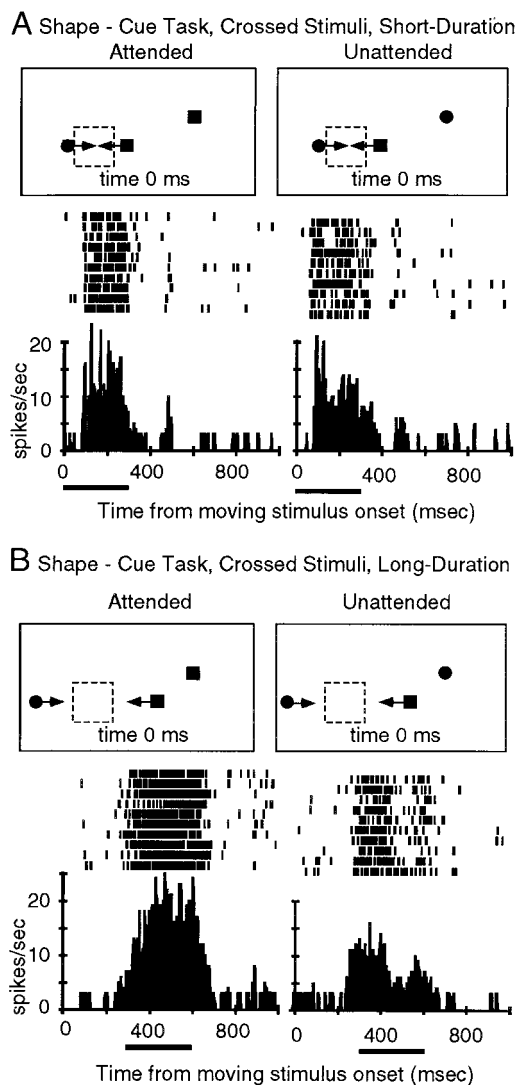 A Shape - Cue Task, Crossed Stimuli, Short-Duration
Attended Unattended
time 0 ms time 0 ms
spikes/sec
20
10
0
0 400 800 0 400 800
Time from moving stimulus onset (msec)
B Shape - Cue Task, Crossed Stimuli, Long-Duration
Attended Unattended
time 0 ms time 0 ms
spikes/sec
20
10
0
0 400 800 0 400 800
Time from moving stimulus onset (msec)